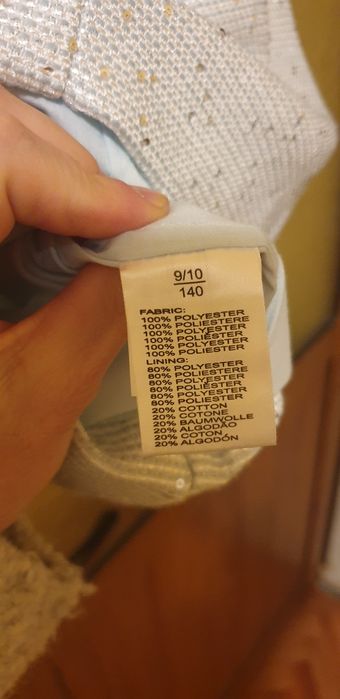 9/10
140
FABRIC:
100% POLYESTER
100% POLIESTERE
100% POLYESTER
100% POLIÉSTER
100% POLYESTER
100% POLIESTER
LINING:
80% POLYESTER
80% POLIESTERE
80% POLYESTER
80% POLIÉSTER
80% POLYESTER
80% POLIESTER
20% COTTON
20% COTONE
20% BAUMWOLLE
20% ALGODÃO
20% COTON
20% ALGODÓN